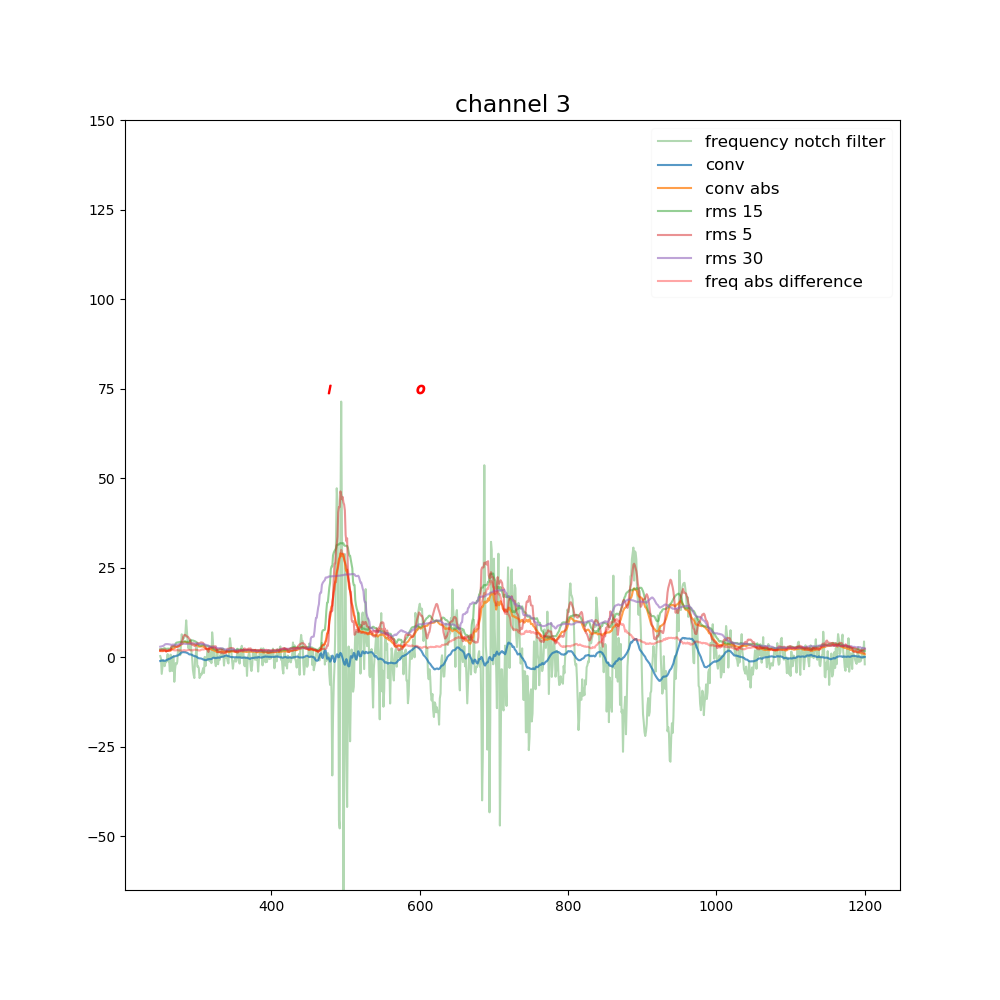 channel 3
150
125
100
75
50
25
0
−25
−50
400 600 800 1000 1200
frequency notch filter
conv
conv abs
rms 15
rms 5
rms 30
freq abs difference
I o